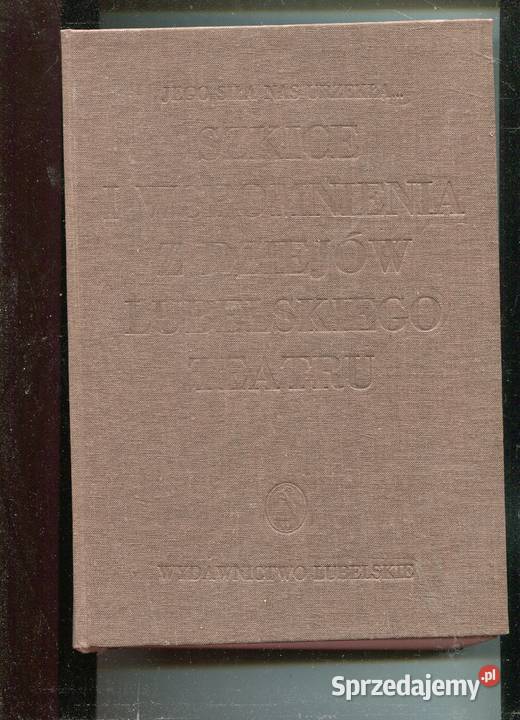 JEGO SIŁA NAS URZEKŁA...
SZKICE
I WSPOMNIENIA
Z DZIEJÓW
LUBELSKIEGO
TEATRU
WYDAWNICTWO LUBELSKIE
Sprzedajemy.pl